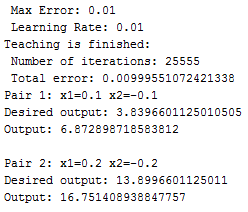 Max Error: 0.01
Learning Rate: 0.01
Teaching is finished:
Number of iterations: 25555
Total error: 0.00999551072421338
Pair 1: x1=0.1 x2=-0.1
Desired output: 3.8396601125010505
Output: 6.872898718583812
Pair 2: x1=0.2 x2=-0.2
Desired output: 13.8996601125011
Output: 16.751408938847757